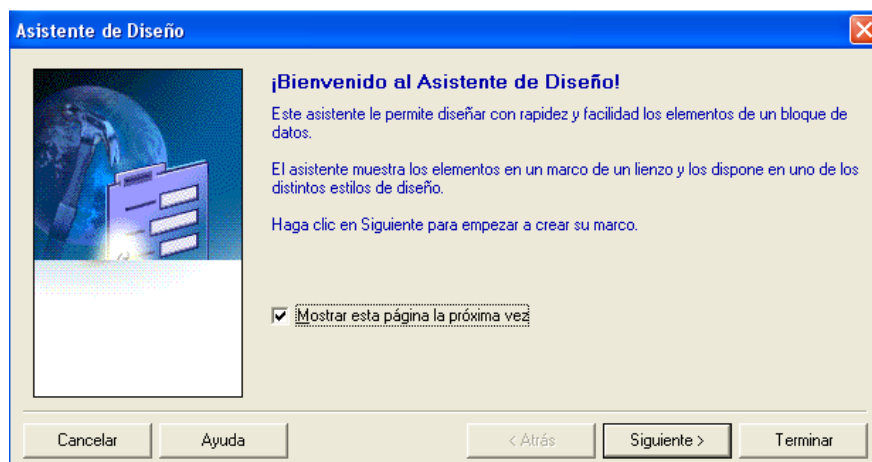 Asistente de Diseño
¡Bienvenido al Asistente de Diseño!
Este asistente le permite diseñar con rapidez y facilidad los elementos de un bloque de
datos.
El asistente muestra los elementos en un marco de un lienzo y los dispone en uno de los
distintos estilos de diseño.
Haga clic en Siguiente para empezar a crear su marco.
Mostrar esta página la próxima vez
Cancelar
Ayuda
< Atrás
Siguiente >
Terminar